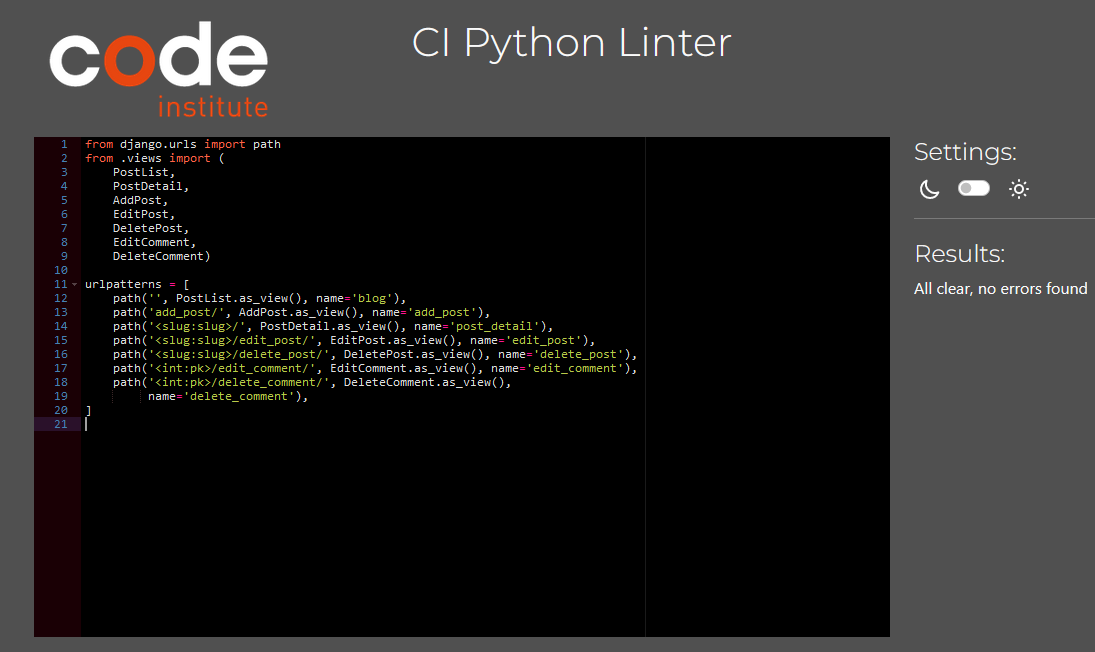 code
institute
CI Python Linter
1 from django.urls import path
2 from .views import (
3     PostList,
4     PostDetail,
5     AddPost,
6     EditPost,
7     DeletePost,
8     EditComment,
9     DeleteComment)
10
11 urlpatterns = [
12     path('', PostList.as_view(), name='blog'),
13     path('add_post/', AddPost.as_view(), name='add_post'),
14     path('<slug:slug>/', PostDetail.as_view(), name='post_detail'),
15     path('<slug:slug>/edit_post/', EditPost.as_view(), name='edit_post'),
16     path('<slug:slug>/delete_post/', DeletePost.as_view(), name='delete_post'),
17     path('<int:pk>/edit_comment/', EditComment.as_view(), name='edit_comment'),
18     path('<int:pk>/delete_comment/', DeleteComment.as_view(),
19          name='delete_comment'),
20 ]
21
Settings:
Results:
All clear, no errors found